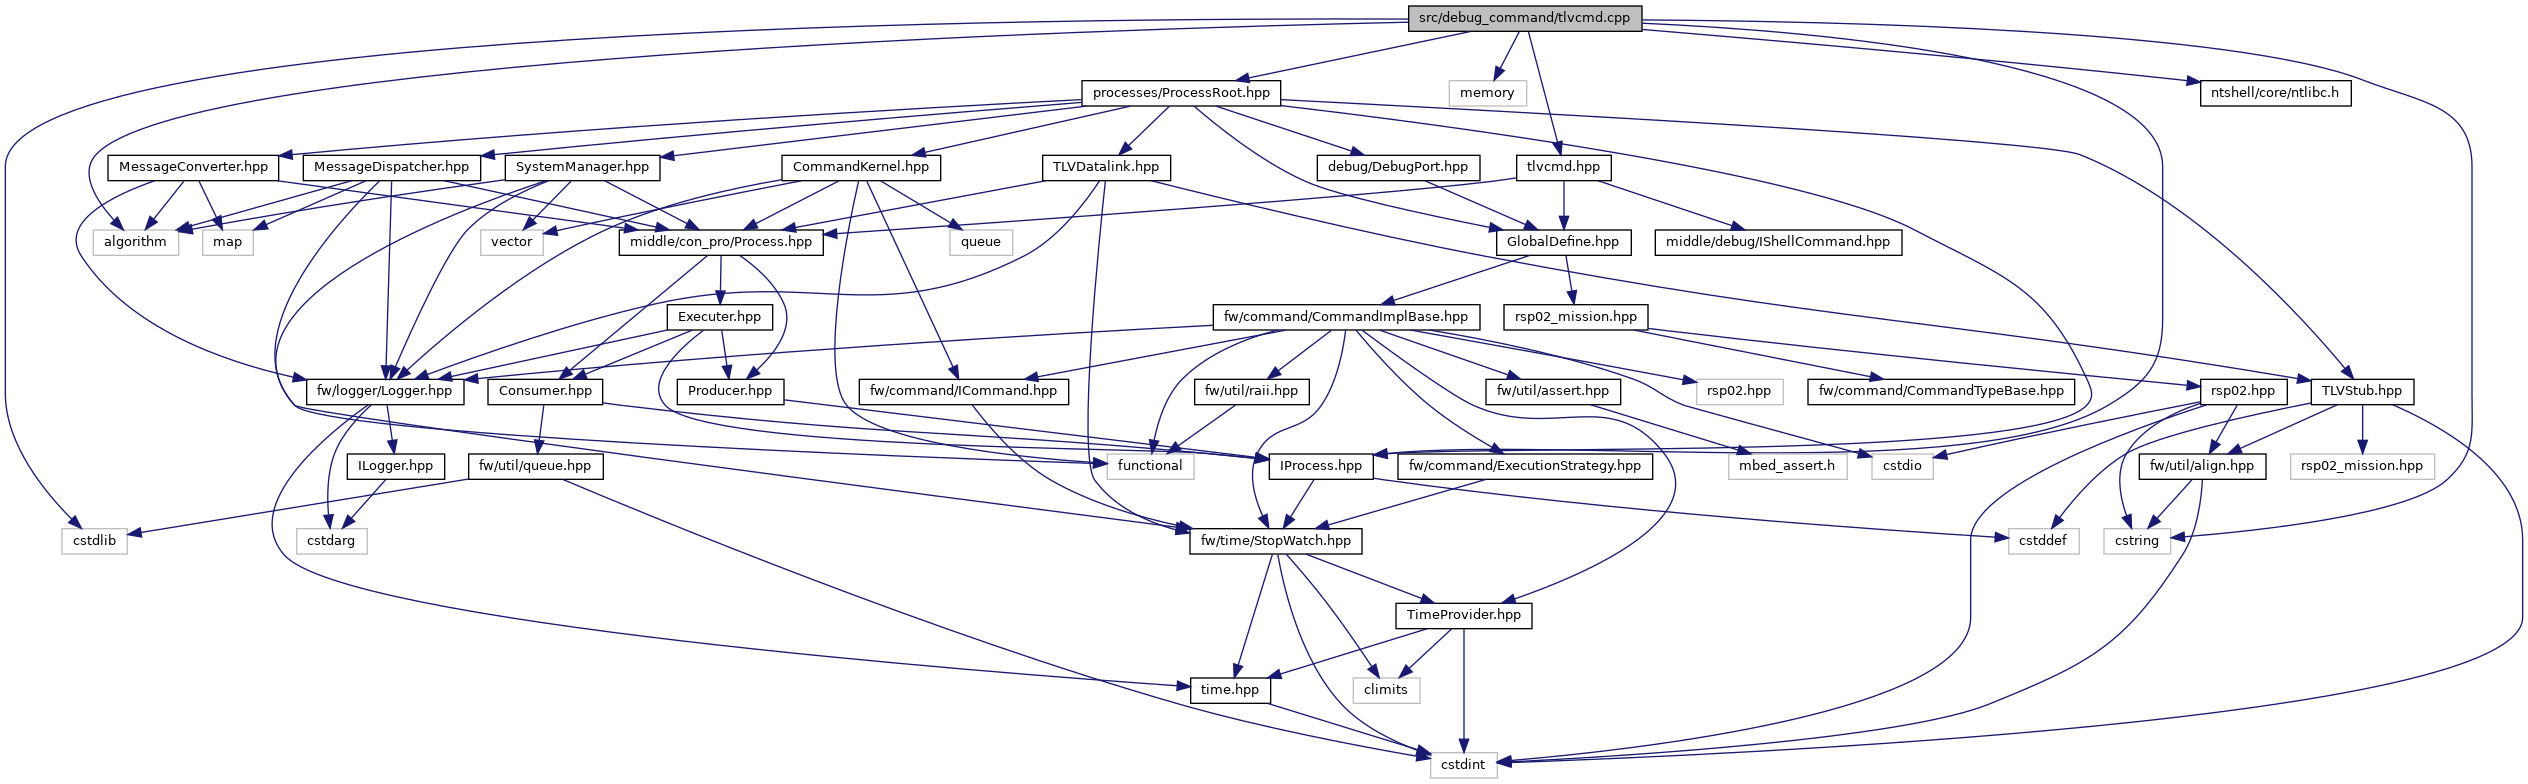 src/debug_command/tlvcmd.cpp
processes/ProcessRoot.hpp
memory
ntshell/core/ntlibc.h
MessageConverter.hpp
MessageDispatcher.hpp
SystemManager.hpp
CommandKernel.hpp
TLVDatalink.hpp
debug/DebugPort.hpp
tlvcmd.hpp
algorithm
map
vector
middle/con_pro/Process.hpp
queue
GlobalDefine.hpp
middle/debug/IShellCommand.hpp
Executer.hpp
fw/command/CommandImplBase.hpp
rsp02_mission.hpp
fw/logger/Logger.hpp
Consumer.hpp
Producer.hpp
fw/command/ICommand.hpp
fw/util/raii.hpp
fw/util/assert.hpp
rsp02.hpp
fw/command/CommandTypeBase.hpp
rsp02.hpp
TLVStub.hpp
ILogger.hpp
fw/util/queue.hpp
functional
IProcess.hpp
fw/command/ExecutionStrategy.hpp
mbed_assert.h
cstdio
fw/util/align.hpp
rsp02_mission.hpp
cstdlib
cstdarg
fw/time/StopWatch.hpp
cstddef
cstring
TimeProvider.hpp
time.hpp
climits
cstdint